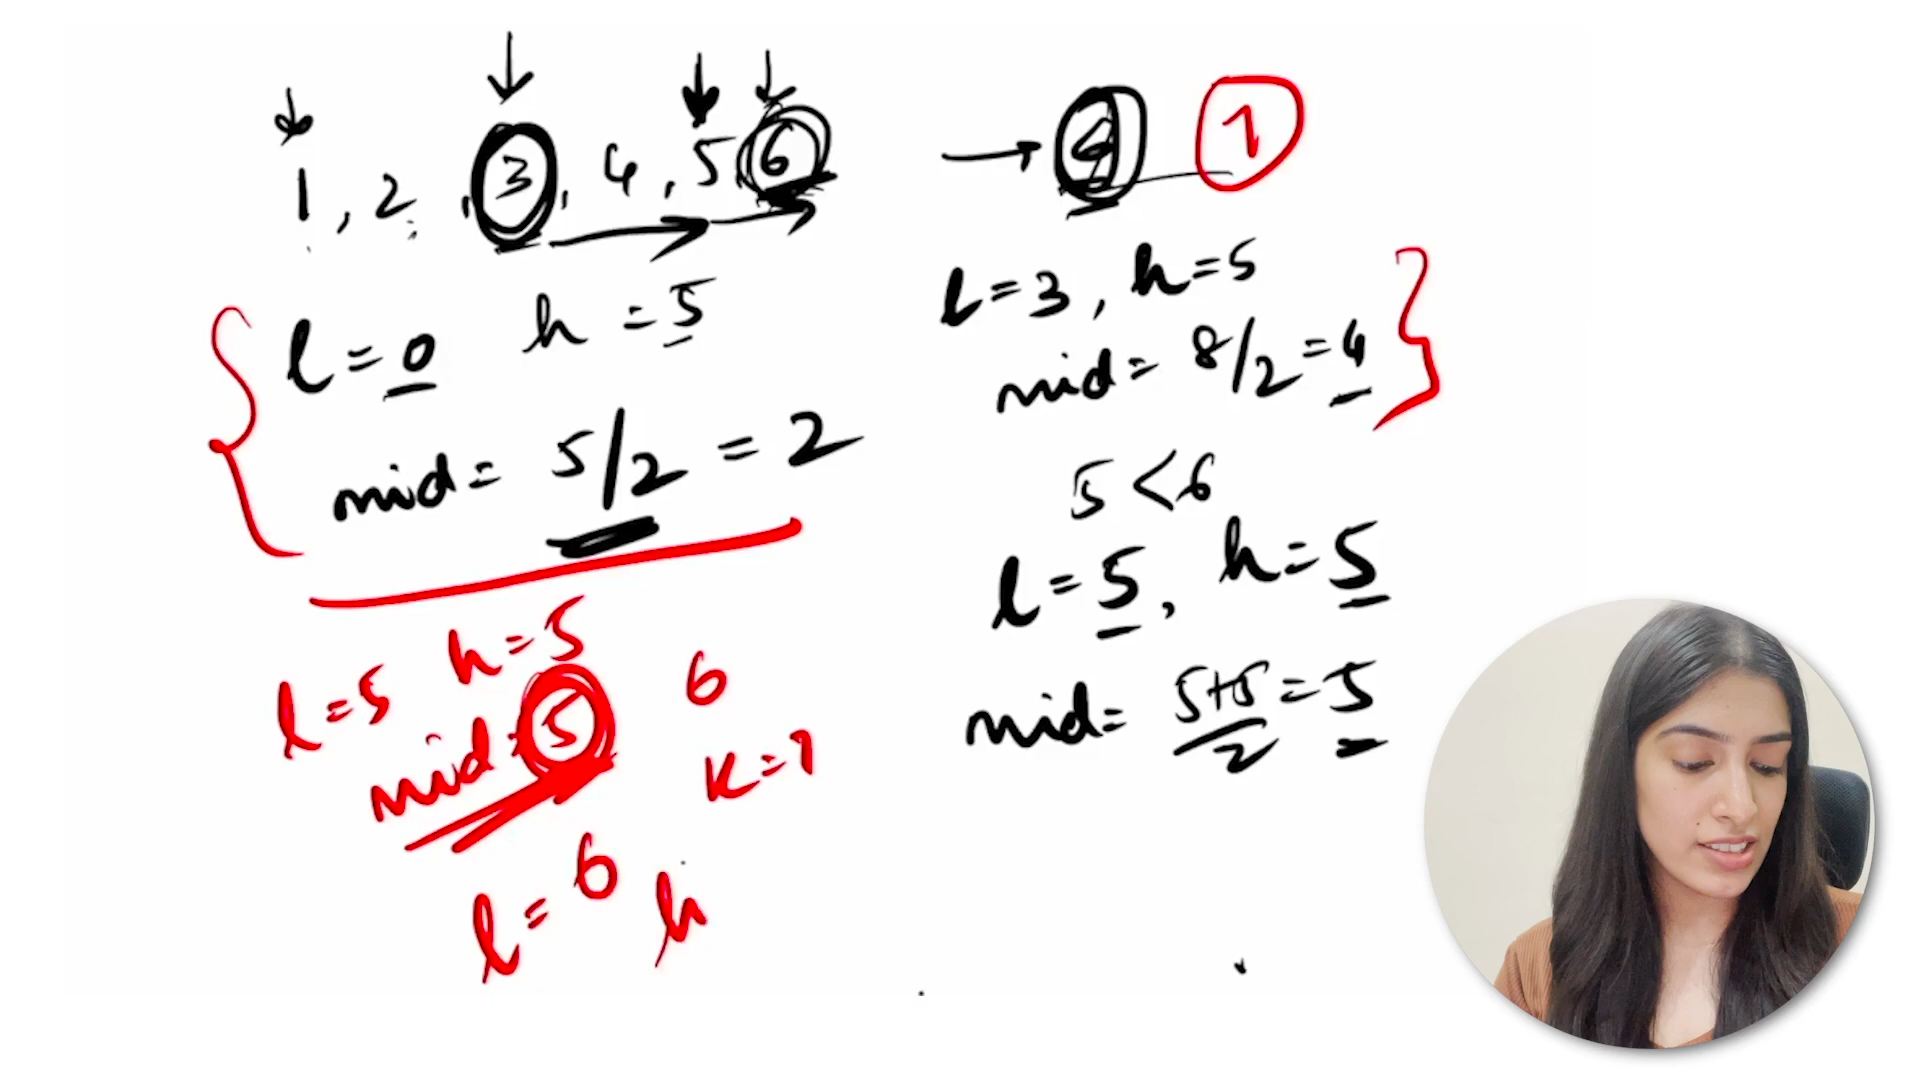 1, 2, 3, 4, 5 6
l=0 h=5
mid= 5/2 = 2
l=5 h=5
mid=5
6
k=7
l=6 h
7
l=3, h=5
mid= 8/2=4
5<6
l=5, h=5
mid= 5+5/2=5